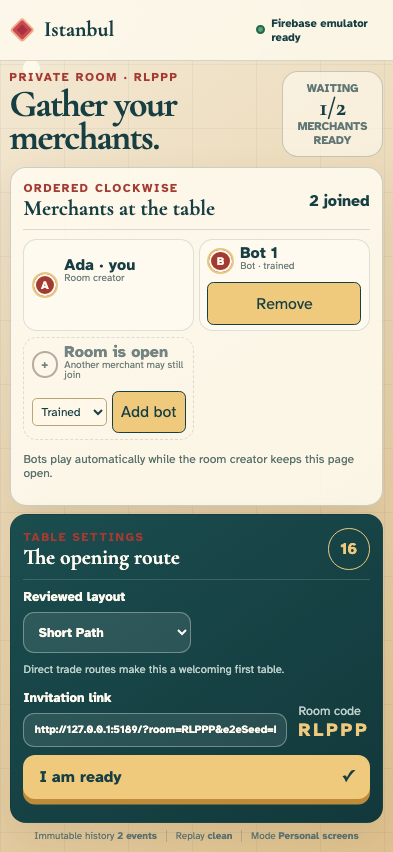 Istanbul
Firebase emulator
ready
PRIVATE ROOM · RLPPP
Gather your
merchants.
WAITING
1/2
MERCHANTS
READY
ORDERED CLOCKWISE
Merchants at the table
2 joined
A
Ada · you
Room creator
B
Bot 1
Bot · trained
Remove
+
Room is open
Another merchant may still
join
Trained
Add bot
Bots play automatically while the room creator keeps this page
open.
TABLE SETTINGS
The opening route
16
Reviewed layout
Short Path
Direct trade routes make this a welcoming first table.
Invitation link
http://127.0.0.1:5189/?room=RLPPP&e2eSeed=
Room code
RLPPP
I am ready ✓
Immutable history 2 events
Replay clean
Mode Personal screens